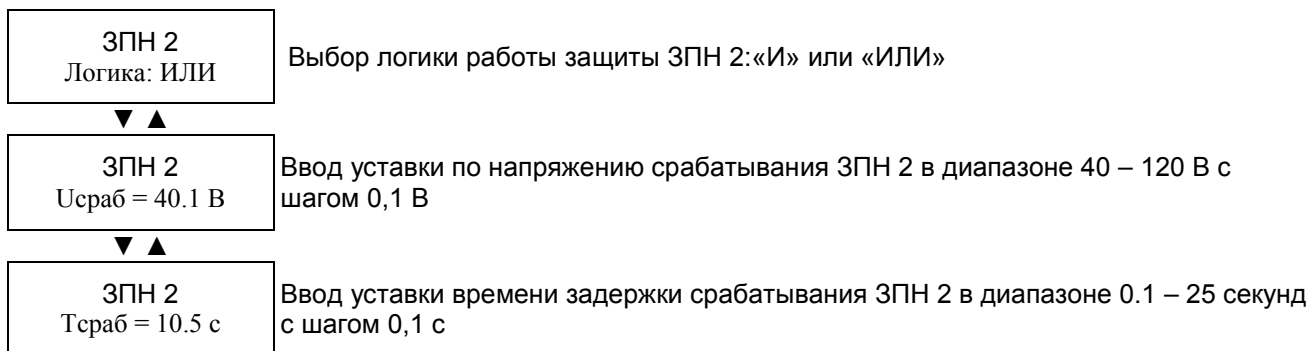 ЗПН 2
Логика: ИЛИ
Выбор логики работы защиты ЗПН 2:«И» или «ИЛИ»
▼ ▲
ЗПН 2
Uсраб = 40.1 В
Ввод уставки по напряжению срабатывания ЗПН 2 в диапазоне 40 – 120 В с
шагом 0,1 В
▼ ▲
ЗПН 2
Тсраб = 10.5 с
Ввод уставки времени задержки срабатывания ЗПН 2 в диапазоне 0.1 – 25 секунд
с шагом 0,1 с